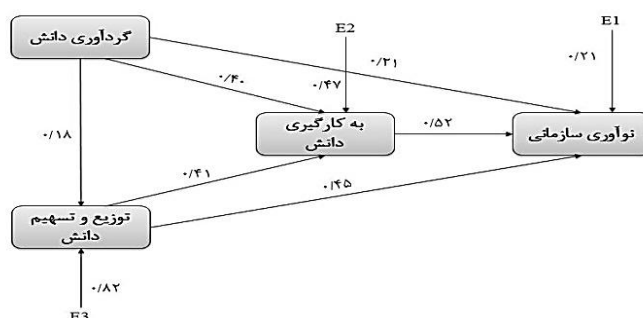 گردآوری دانش
E2
E1
۰/۲۱
۰/۲۱
۰/۴۰
۰/۴۷
۰/۱۸
به کارگیری
دانش
۰/۵۲
نوآوری سازمانی
۰/۴۱
۰/۴۵
توزیع و تسهیم
دانش
۰/۸۲
E3